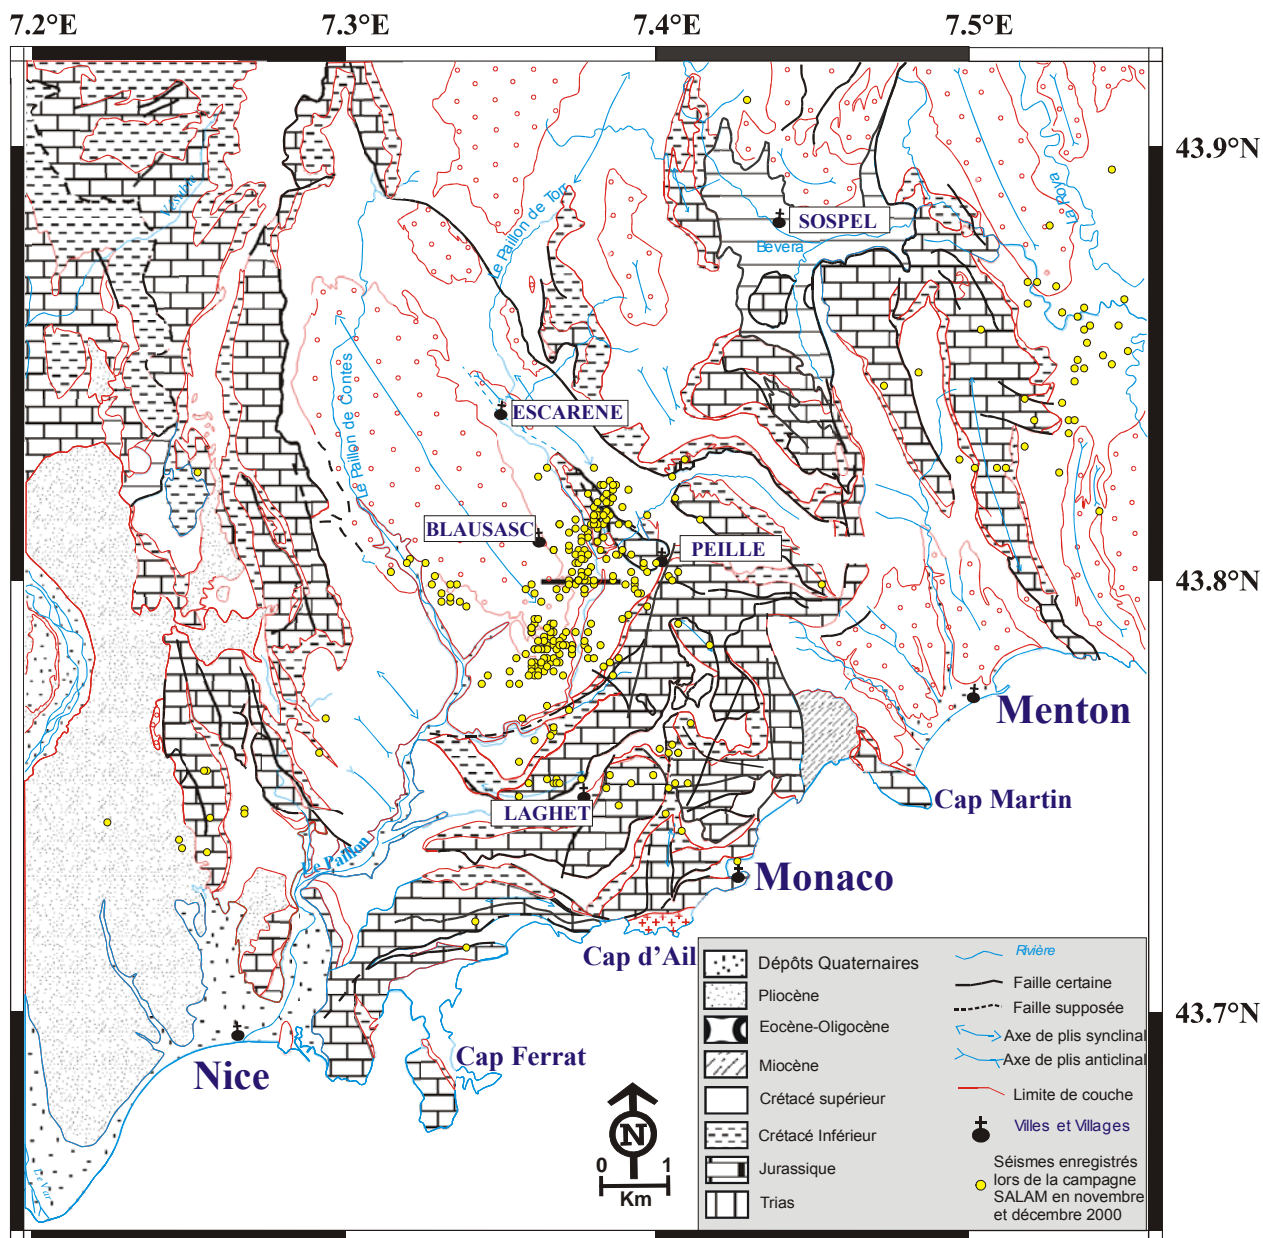 7.2°E
7.3°E
7.4°E
7.5°E
43.9°N
43.8°N
43.7°N
Vésubie
Le Paillon de Contes
La Roya
SOSPEL
Bévera
ESCARENE
BLAUSASC
PEILLE
Menton
Cap Martin
LAGHET
Le Paillon
Monaco
Cap d'Ail
Cap Ferrat
Nice
Le Var
N
0 1
Km
Dépôts Quaternaires
Pliocène
Eocène-Oligocène
Miocène
Crétacé supérieur
Crétacé Inférieur
Jurassique
Trias
Rivière
Faille certaine
Faille supposée
Axe de plis synclinal
Axe de plis anticlinal
Limite de couche
Villes et Villages
Séismes enregistrés
lors de la campagne
SALAM en novembre
et décembre 2000